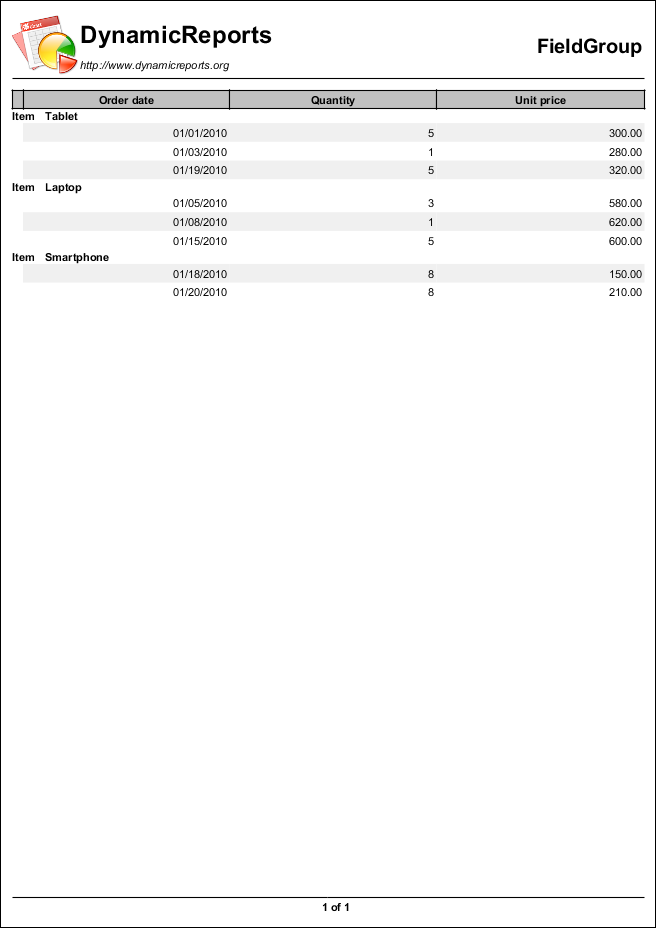 DynamicReports
http://www.dynamicreports.org
FieldGroup
Order date Quantity Unit price
Item Tablet
01/01/2010 5 300.00
01/03/2010 1 280.00
01/19/2010 5 320.00
Item Laptop
01/05/2010 3 580.00
01/08/2010 1 620.00
01/15/2010 5 600.00
Item Smartphone
01/18/2010 8 150.00
01/20/2010 8 210.00
1 of 1